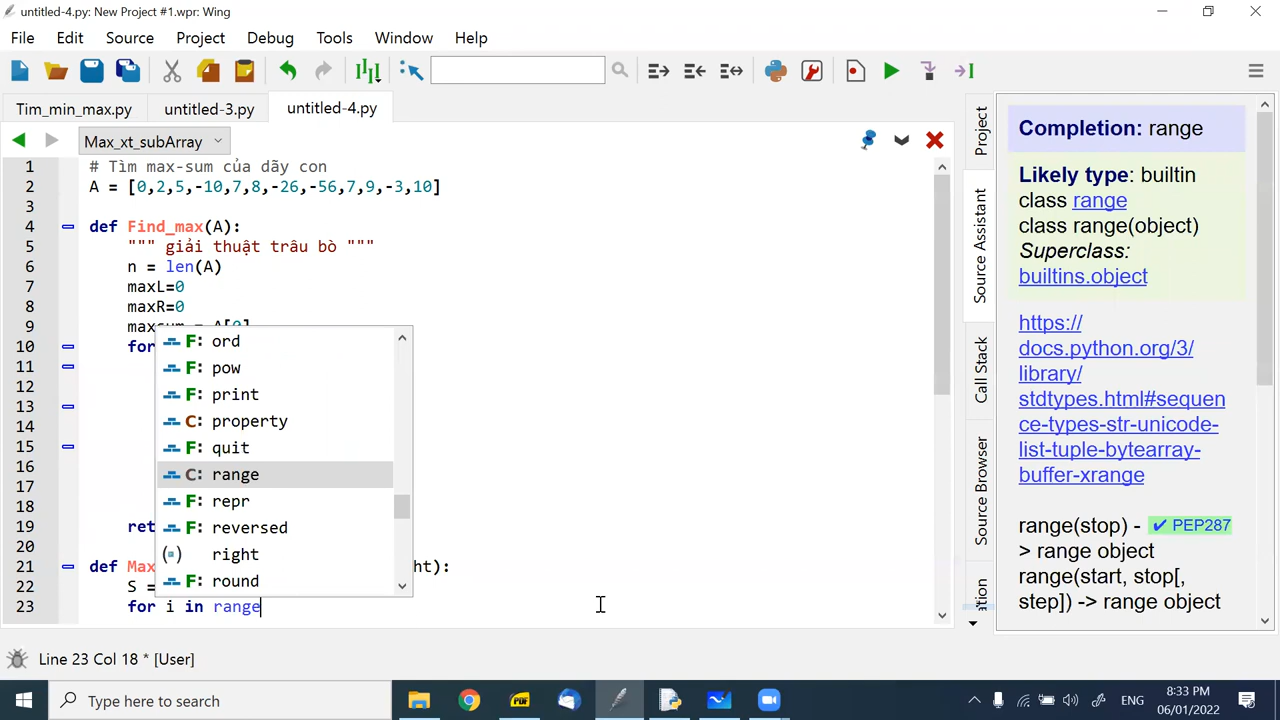 untitled-4.py: New Project #1.wpr: Wing
File Edit Source Project Debug Tools Window Help
Tim_min_max.py untitled-3.py untitled-4.py
Max_xt_subArray
1 # Tìm max-sum của dãy con
2 A = [0,2,5,-10,7,8,-26,-56,7,9,-3,10]
3
4 def Find_max(A):
5 """ giải thuật trâu bò """
6 n = len(A)
7 maxL=0
8 maxR=0
9 maxsum = A[0]
10 for
11
12
13
14
15
16
17
18
19 ret
20
21 def Max ht):
22 S =
23 for i in range
F: ord
F: pow
F: print
C: property
F: quit
C: range
F: repr
F: reversed
right
F: round
Project
Source Assistant
Call Stack
Source Browser
Completion: range
Likely type: builtin
class range
class range(object)
Superclass:
builtins.object
https://
docs.python.org/3/
library/
stdtypes.html#sequen
ce-types-str-unicode-
list-tuple-bytearray-
buffer-xrange
range(stop) - ✔ PEP287
> range object
range(start, stop[,
step]) -> range object
Line 23 Col 18 * [User]
Type here to search
PDF
ENG
8:33 PM
06/01/2022